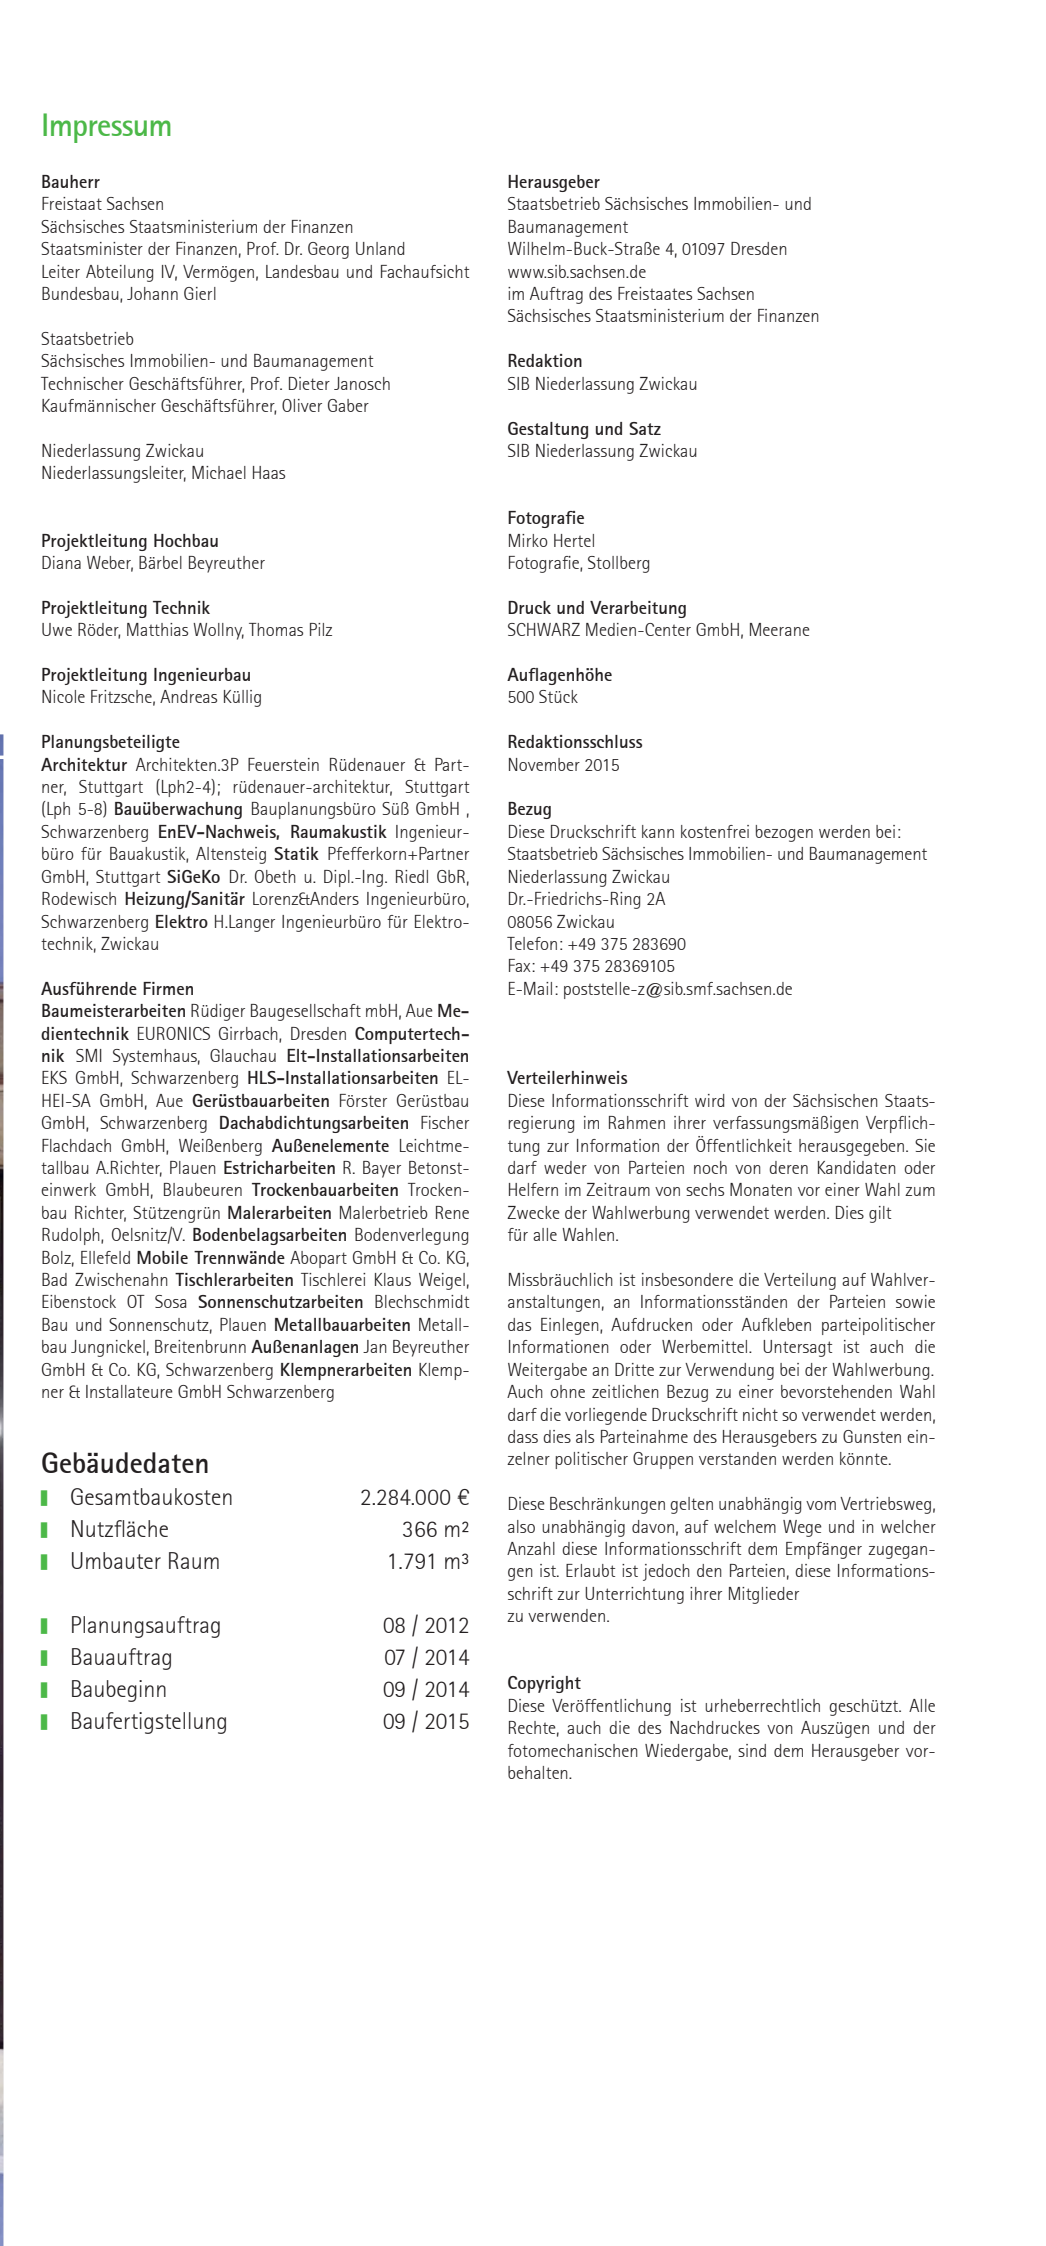 Impressum
Bauherr
Freistaat Sachsen
Sächsisches Staatsministerium der Finanzen
Staatsminister der Finanzen, Prof. Dr. Georg Unland
Leiter Abteilung IV, Vermögen, Landesbau und Fachaufsicht
Bundesbau, Johann Gierl
Staatsbetrieb
Sächsisches Immobilien- und Baumanagement
Technischer Geschäftsführer, Prof. Dieter Janosch
Kaufmännischer Geschäftsführer, Oliver Gaber
Niederlassung Zwickau
Niederlassungsleiter, Michael Haas
Projektleitung Hochbau
Diana Weber, Bärbel Beyreuther
Projektleitung Technik
Uwe Röder, Matthias Wollny, Thomas Pilz
Projektleitung Ingenieurbau
Nicole Fritzsche, Andreas Küllig
Planungsbeteiligte
Architektur Architekten.3P Feuerstein Rüdenauer & Part-
ner, Stuttgart (Lph2-4); rüdenauer-architektur, Stuttgart
(Lph 5-8) Bauüberwachung Bauplanungsbüro Süß GmbH ,
Schwarzenberg EnEV-Nachweis, Raumakustik Ingenieur-
büro für Bauakustik, Altensteig Statik Pfefferkorn+Partner
GmbH, Stuttgart SiGeKo Dr. Obeth u. Dipl.-Ing. Riedl GbR,
Rodewisch Heizung/Sanitär Lorenz&Anders Ingenieurbüro,
Schwarzenberg Elektro H.Langer Ingenieurbüro für Elektro-
technik, Zwickau
Ausführende Firmen
Baumeisterarbeiten Rüdiger Baugesellschaft mbH, Aue Me-
dientechnik EURONICS Girrbach, Dresden Computertech-
nik SMI Systemhaus, Glauchau Elt-Installationsarbeiten
EKS GmbH, Schwarzenberg HLS-Installationsarbeiten EL-
HEI-SA GmbH, Aue Gerüstbauarbeiten Förster Gerüstbau
GmbH, Schwarzenberg Dachabdichtungsarbeiten Fischer
Flachdach GmbH, Weißenberg Außenelemente Leichtme-
tallbau A.Richter, Plauen Estricharbeiten R. Bayer Betonst-
einwerk GmbH, Blaubeuren Trockenbauarbeiten Trocken-
bau Richter, Stützengrün Malerarbeiten Malerbetrieb Rene
Rudolph, Oelsnitz/V. Bodenbelagsarbeiten Bodenverlegung
Bolz, Ellefeld Mobile Trennwände Abopart GmbH & Co. KG,
Bad Zwischenahn Tischlerarbeiten Tischlerei Klaus Weigel,
Eibenstock OT Sosa Sonnenschutzarbeiten Blechschmidt
Bau und Sonnenschutz, Plauen Metallbauarbeiten Metall-
bau Jungnickel, Breitenbrunn Außenanlagen Jan Beyreuther
GmbH & Co. KG, Schwarzenberg Klempnerarbeiten Klemp-
ner & Installateure GmbH Schwarzenberg
Gebäudedaten
Gesamtbaukosten 2.284.000 €
Nutzfläche 366 m²
Umbauter Raum 1.791 m³
Planungsauftrag 08 / 2012
Bauauftrag 07 / 2014
Baubeginn 09 / 2014
Baufertigstellung 09 / 2015
Herausgeber
Staatsbetrieb Sächsisches Immobilien- und
Baumanagement
Wilhelm-Buck-Straße 4, 01097 Dresden
www.sib.sachsen.de
im Auftrag des Freistaates Sachsen
Sächsisches Staatsministerium der Finanzen
Redaktion
SIB Niederlassung Zwickau
Gestaltung und Satz
SIB Niederlassung Zwickau
Fotografie
Mirko Hertel
Fotografie, Stollberg
Druck und Verarbeitung
SCHWARZ Medien-Center GmbH, Meerane
Auflagenhöhe
500 Stück
Redaktionsschluss
November 2015
Bezug
Diese Druckschrift kann kostenfrei bezogen werden bei:
Staatsbetrieb Sächsisches Immobilien- und Baumanagement
Niederlassung Zwickau
Dr.-Friedrichs-Ring 2A
08056 Zwickau
Telefon: +49 375 283690
Fax: +49 375 28369105
E-Mail: poststelle-z@sib.smf.sachsen.de
Verteilerhinweis
Diese Informationsschrift wird von der Sächsischen Staats-
regierung im Rahmen ihrer verfassungsmäßigen Verpflich-
tung zur Information der Öffentlichkeit herausgegeben. Sie
darf weder von Parteien noch von deren Kandidaten oder
Helfern im Zeitraum von sechs Monaten vor einer Wahl zum
Zwecke der Wahlwerbung verwendet werden. Dies gilt
für alle Wahlen.
Missbräuchlich ist insbesondere die Verteilung auf Wahlver-
anstaltungen, an Informationsständen der Parteien sowie
das Einlegen, Aufdrucken oder Aufkleben parteipolitischer
Informationen oder Werbemittel. Untersagt ist auch die
Weitergabe an Dritte zur Verwendung bei der Wahlwerbung.
Auch ohne zeitlichen Bezug zu einer bevorstehenden Wahl
darf die vorliegende Druckschrift nicht so verwendet werden,
dass dies als Parteinahme des Herausgebers zu Gunsten ein-
zelner politischer Gruppen verstanden werden könnte.
Diese Beschränkungen gelten unabhängig vom Vertriebsweg,
also unabhängig davon, auf welchem Wege und in welcher
Anzahl diese Informationsschrift dem Empfänger zugegan-
gen ist. Erlaubt ist jedoch den Parteien, diese Informations-
schrift zur Unterrichtung ihrer Mitglieder
zu verwenden.
Copyright
Diese Veröffentlichung ist urheberrechtlich geschützt. Alle
Rechte, auch die des Nachdruckes von Auszügen und der
fotomechanischen Wiedergabe, sind dem Herausgeber vor-
behalten.